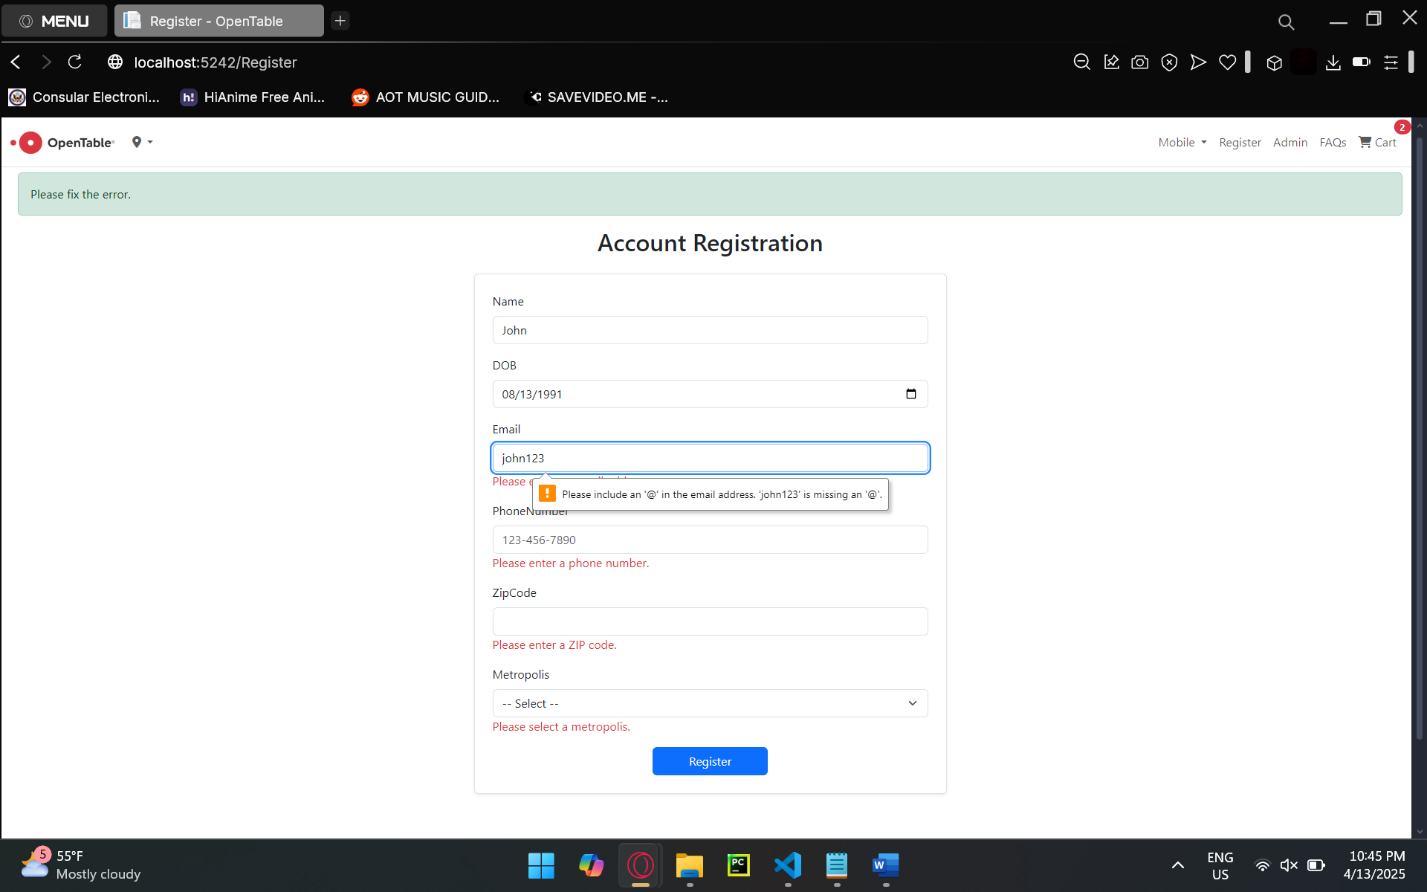 MENU
Register - OpenTable
localhost:5242/Register
Consular Electroni...
h! HiAnime Free Ani...
AOT MUSIC GUID...
SAVEVIDEO.ME -...
OpenTable
Mobile
Register
Admin
FAQs
Cart
2
Please fix the error.
Account Registration
Name
John
DOB
08/13/1991
Email
john123
Please
Please include an '@' in the email address. 'john123' is missing an '@'.
PhoneNumber
123-456-7890
Please enter a phone number.
ZipCode
Please enter a ZIP code.
Metropolis
-- Select --
Please select a metropolis.
Register
5
55°F
Mostly cloudy
PC
W
ENG
US
10:45 PM
4/13/2025